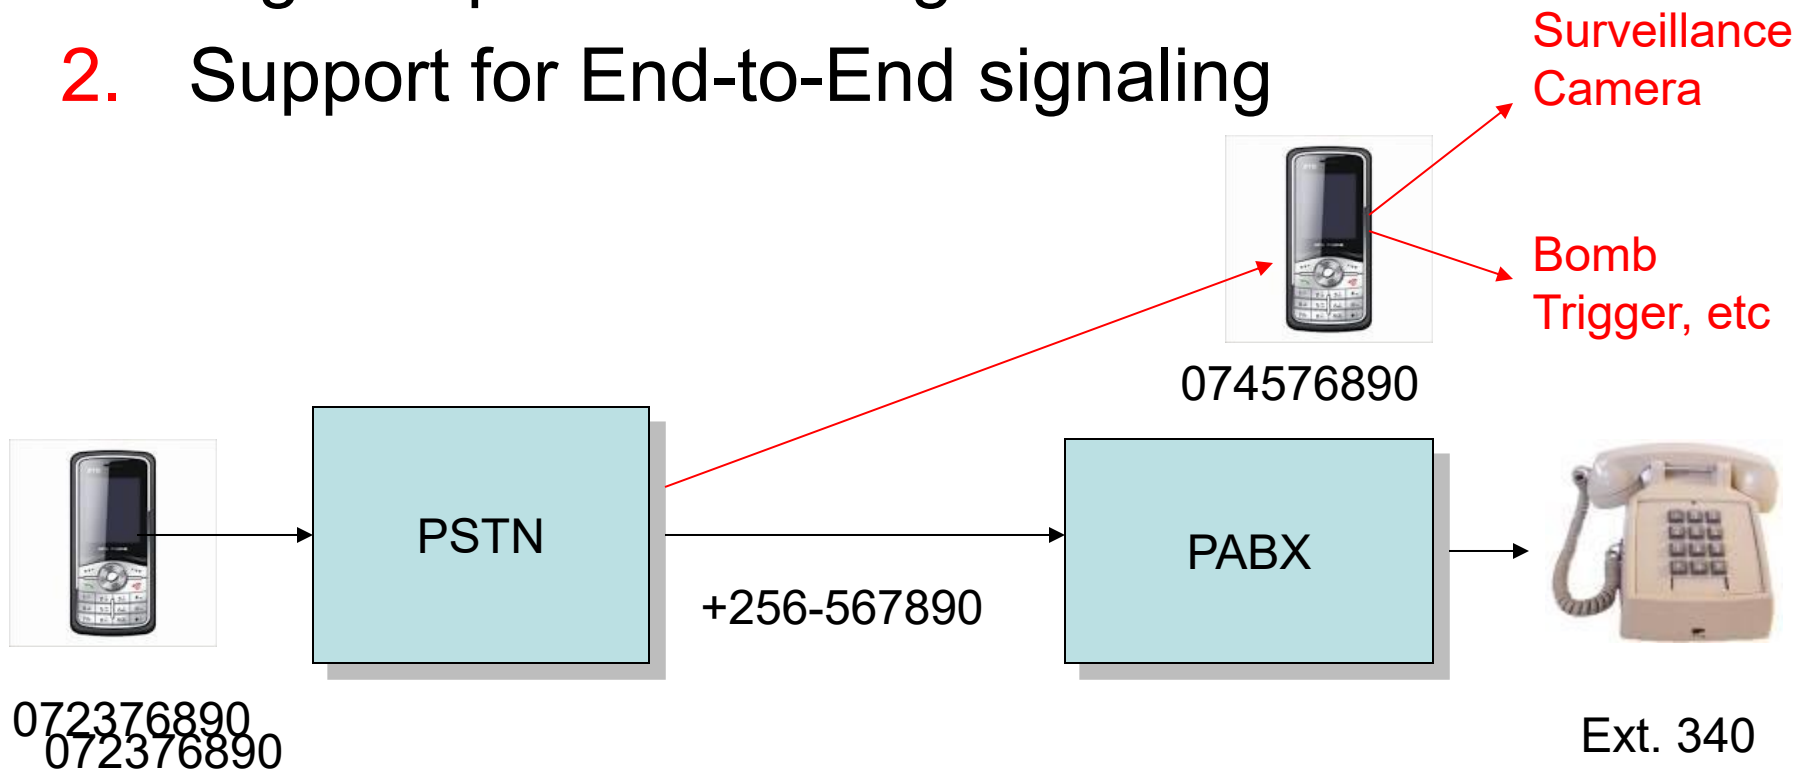 2. Support for End-to-End signaling
Surveillance
Camera
Bomb
Trigger, etc
074576890
PSTN
PABX
+256-567890
072376890
072376890
Ext. 340